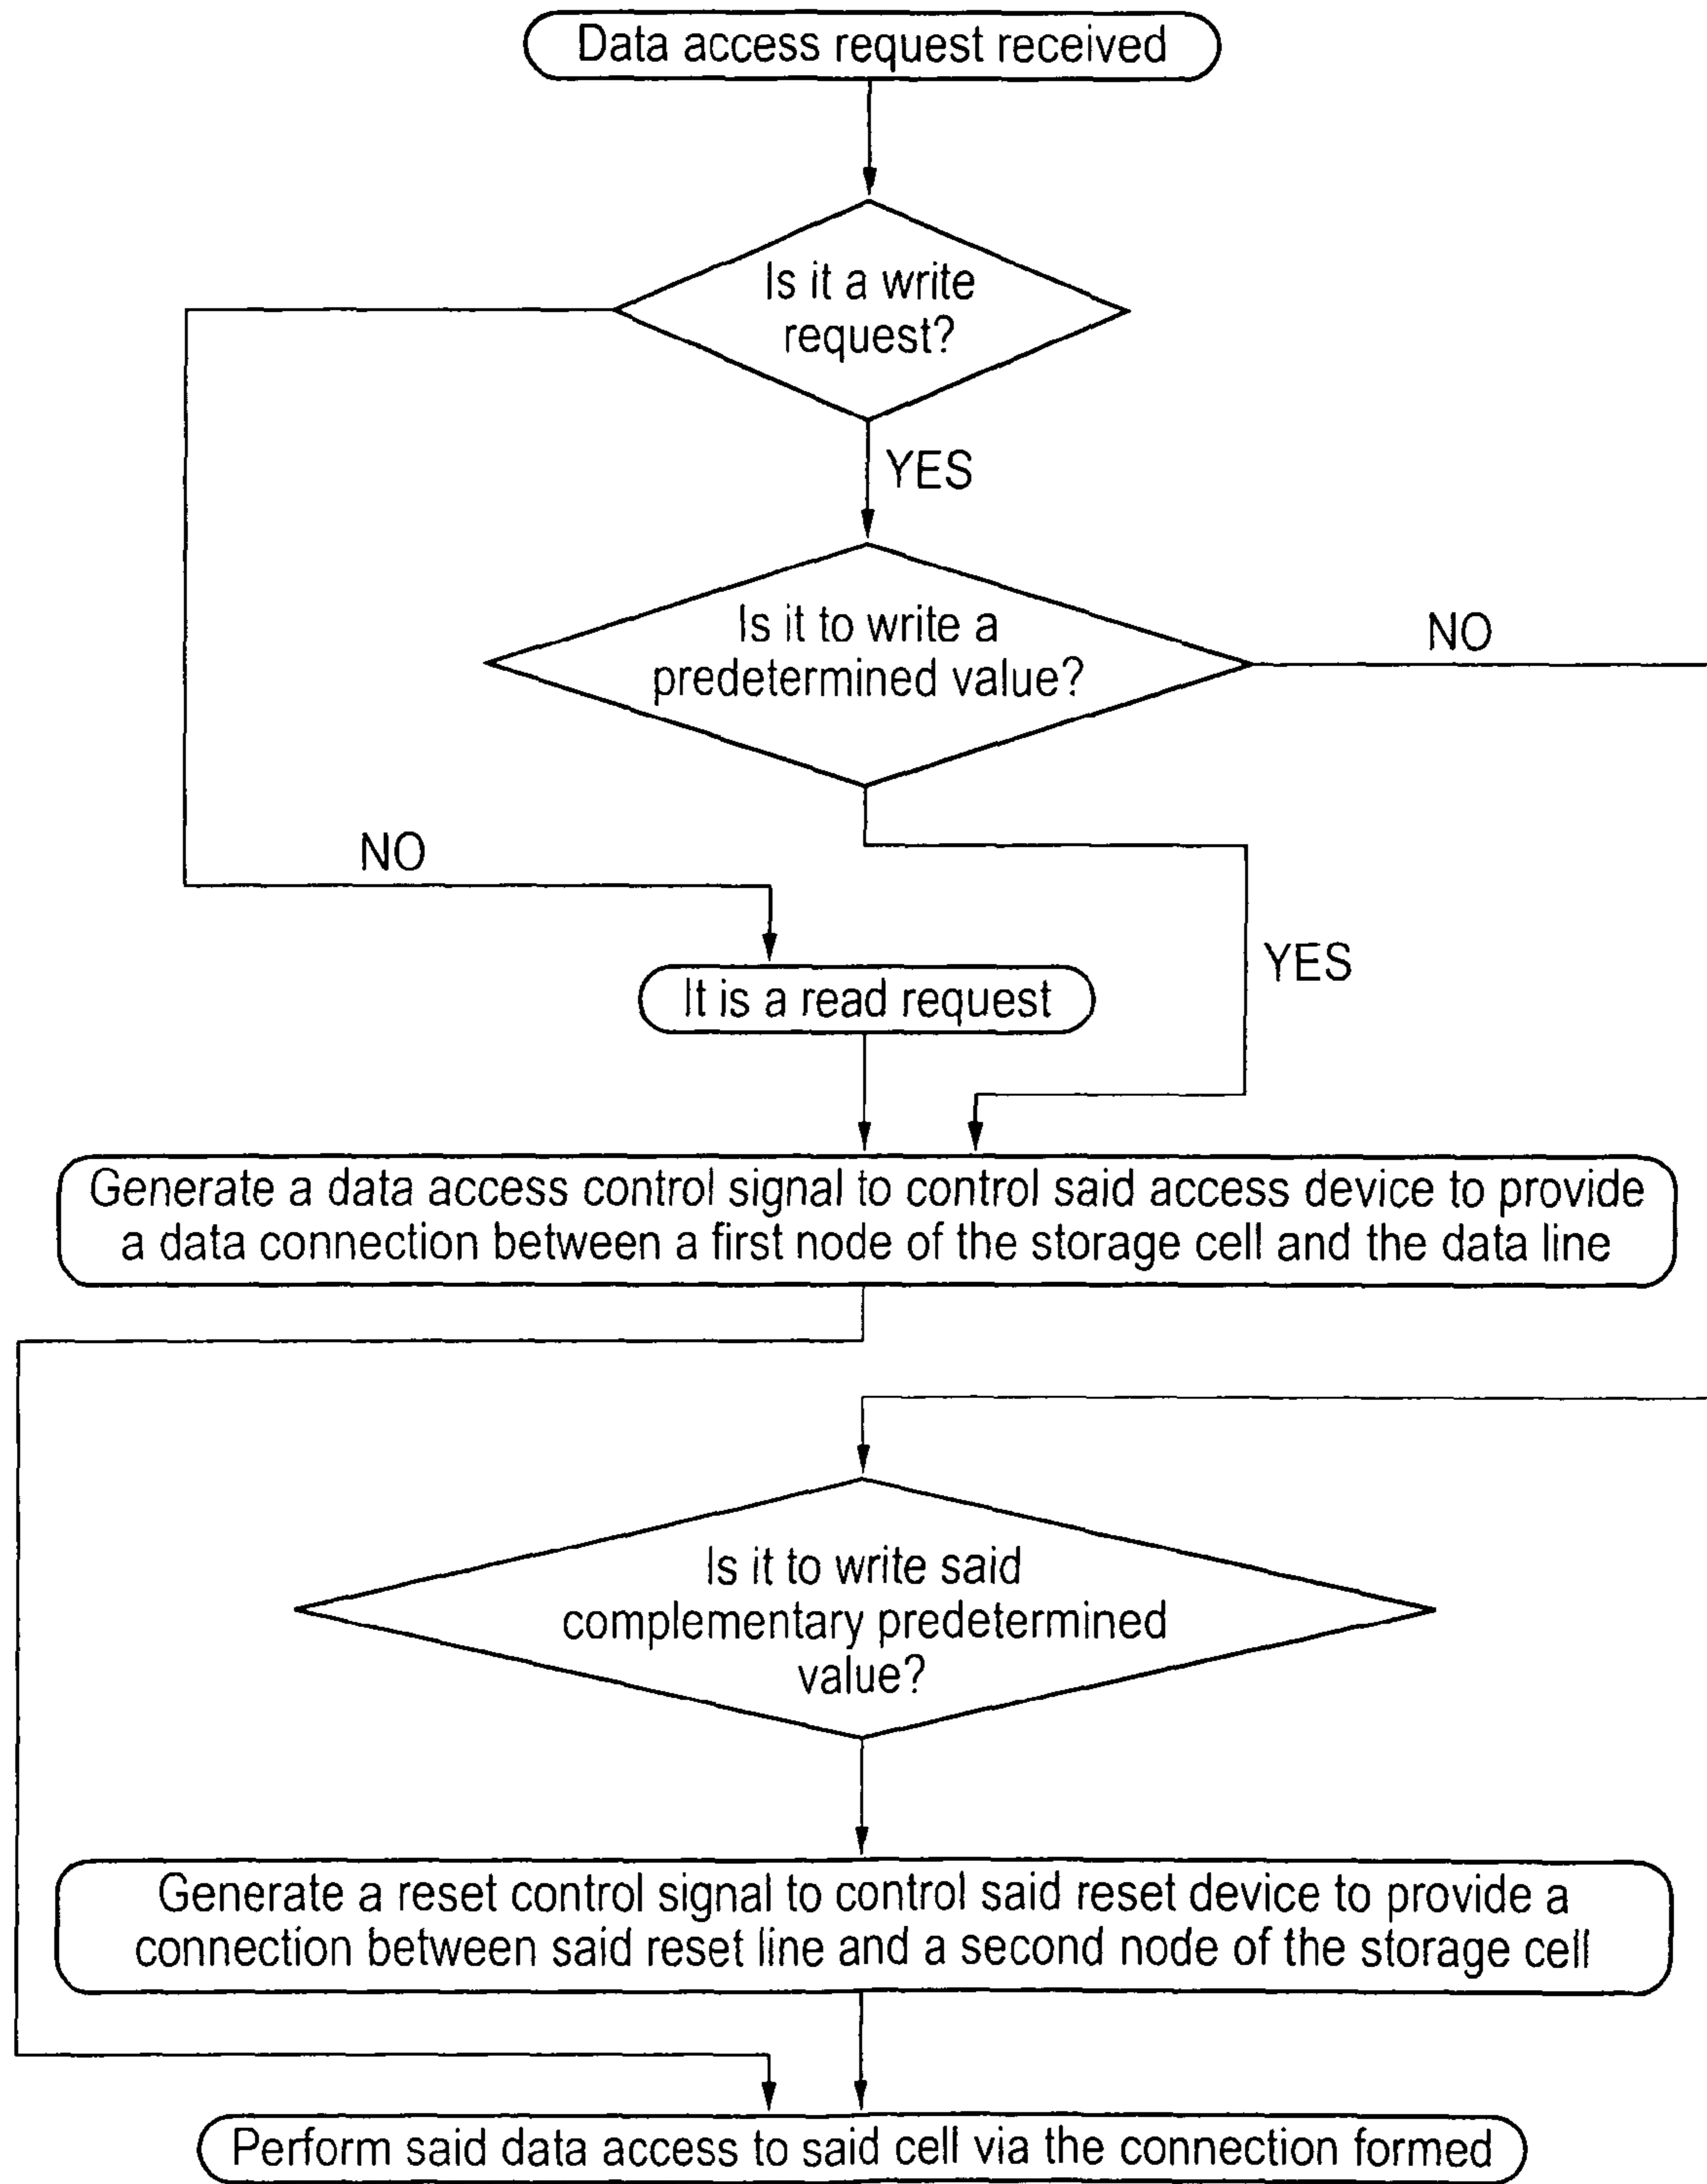 Data access request received
Is it a write
request?
YES
Is it to write a
predetermined value?
NO
NO
YES
It is a read request
Generate a data access control signal to control said access device to provide
a data connection between a first node of the storage cell and the data line
Is it to write said
complementary predetermined
value?
Generate a reset control signal to control said reset device to provide a
connection between said reset line and a second node of the storage cell
Perform said data access to said cell via the connection formed